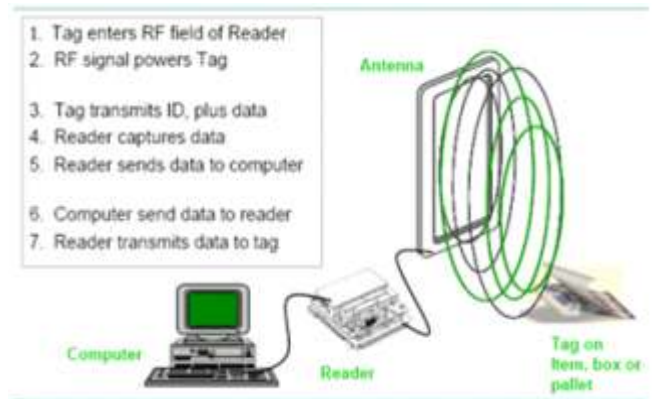 1. Tag enters RF field of Reader
2. RF signal powers Tag
3. Tag transmits ID, plus data
4. Reader captures data
5. Reader sends data to computer
6. Computer send data to reader
7. Reader transmits data to tag
Antenna
Computer
Reader
Tag on
Item, box or
pallet